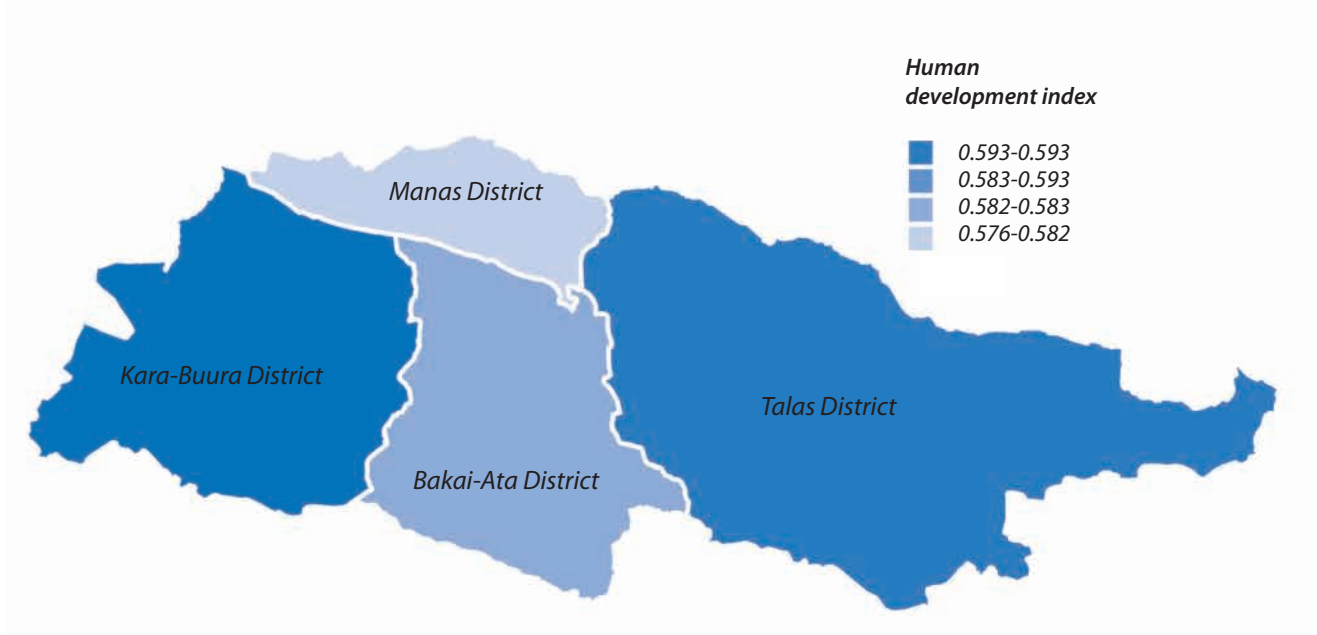 Human
development index
0.593-0.593
0.583-0.593
0.582-0.583
0.576-0.582
Manas District
Kara-Buura District
Talas District
Bakai-Ata District